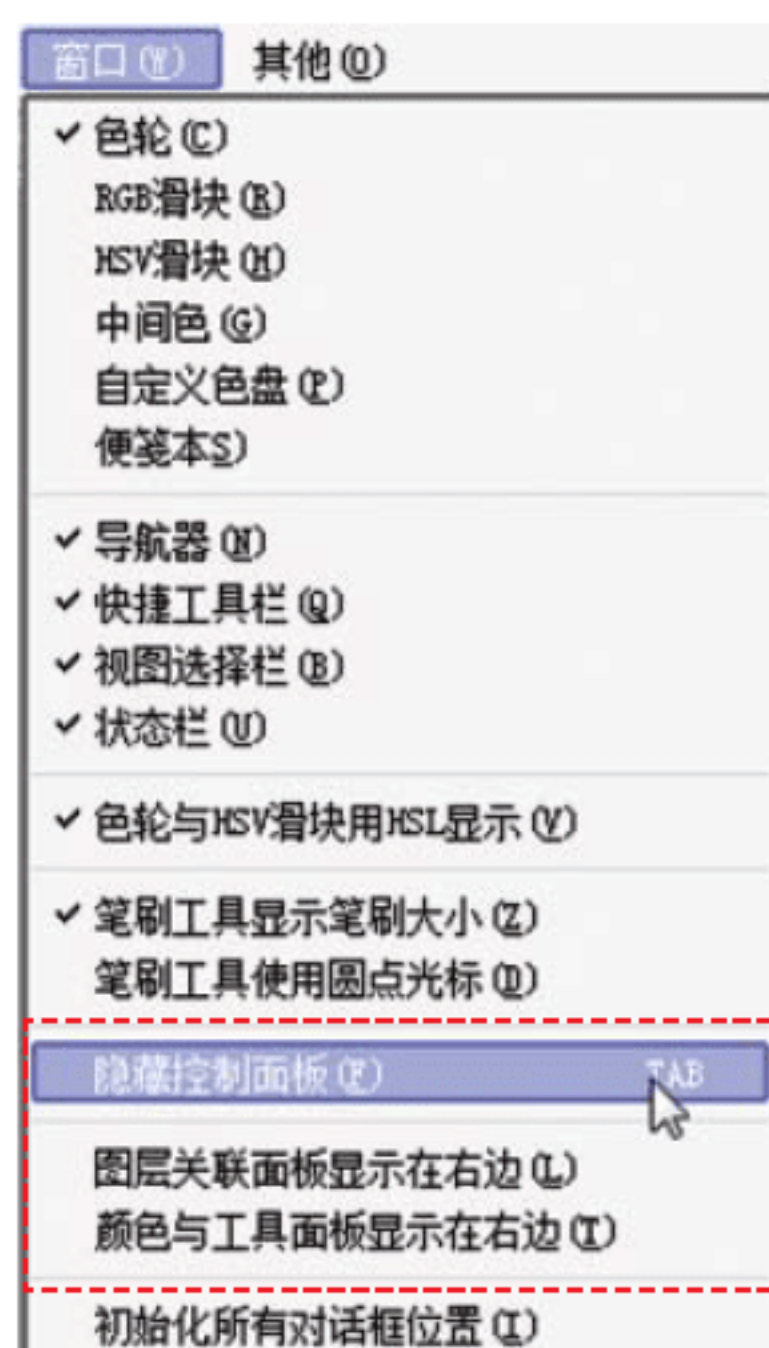 窗口(W) 其他(O)
✓ 色轮(C)
RGB滑块(R)
HSV滑块(H)
中间色(G)
自定义色盘(P)
便笺本S)
✓ 导航器(N)
✓ 快捷工具栏(Q)
✓ 视图选择栏(B)
✓ 状态栏(U)
✓ 色轮与HSV滑块用HSL显示(V)
✓ 笔刷工具显示笔刷大小(Z)
笔刷工具使用圆点光标(D)
隐藏控制面板(F) TAB
图层关联面板显示在右边(L)
颜色与工具面板显示在右边(T)
初始化所有对话框位置(I)